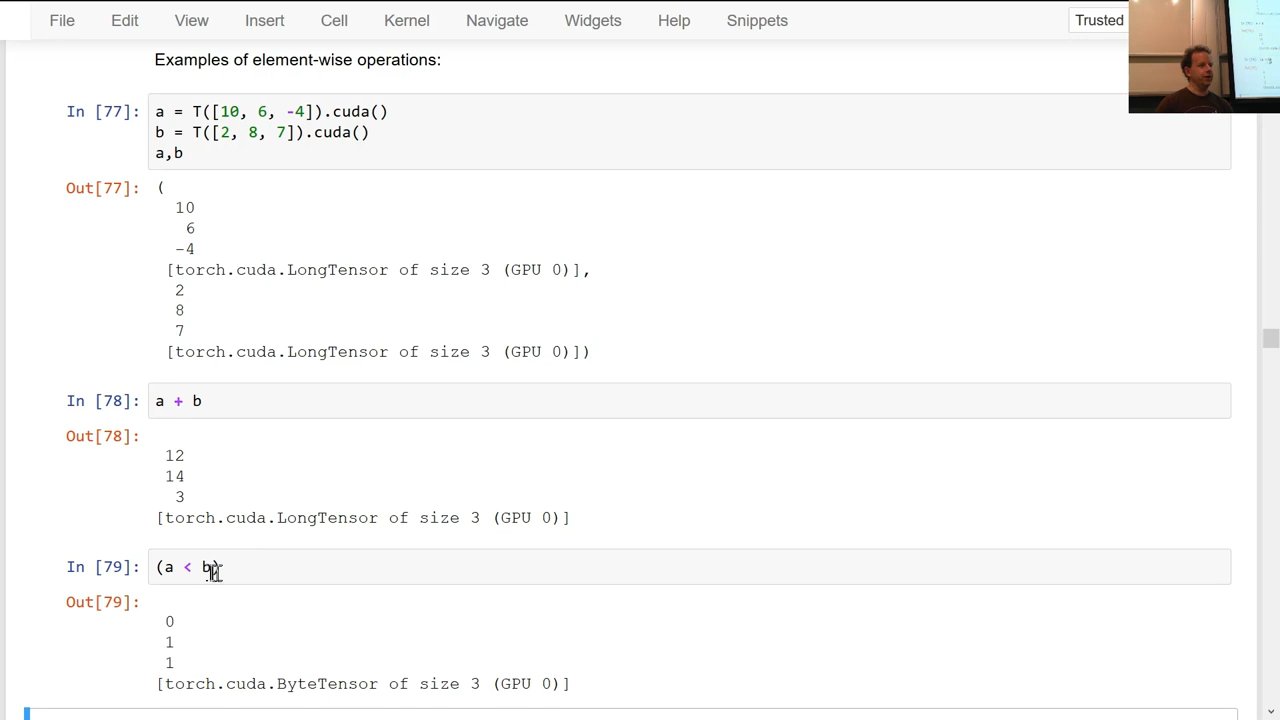 File Edit View Insert Cell Kernel Navigate Widgets Help Snippets Trusted
Examples of element-wise operations:
In [77]: a = T([10, 6, -4]).cuda()
b = T([2, 8, 7]).cuda()
a,b
Out[77]: (
10
6
-4
[torch.cuda.LongTensor of size 3 (GPU 0)],
2
8
7
[torch.cuda.LongTensor of size 3 (GPU 0)])
In [78]: a + b
Out[78]:
12
14
3
[torch.cuda.LongTensor of size 3 (GPU 0)]
In [79]: (a < b)
Out[79]:
0
1
1
[torch.cuda.ByteTensor of size 3 (GPU 0)]